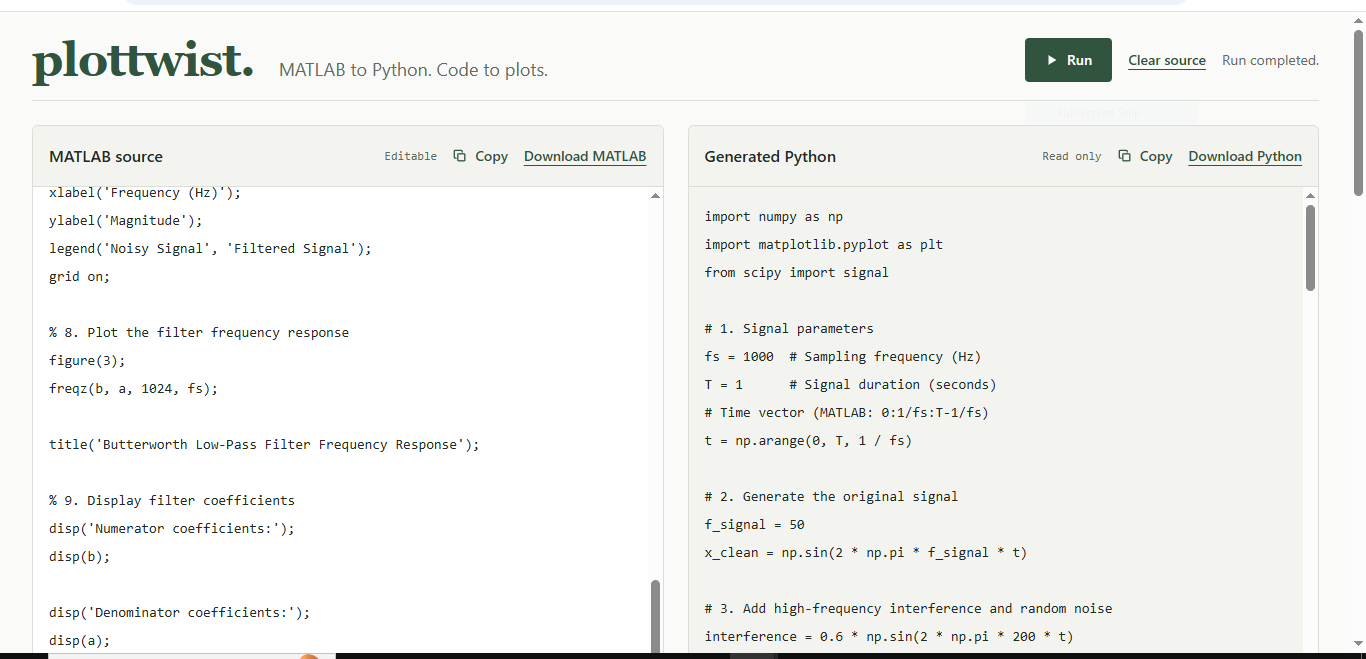 plottwist.
MATLAB to Python. Code to plots.
Run
Clear source
Run completed.
Full-screen Snip
MATLAB source
Editable
Copy
Download MATLAB
xlabel('Frequency (Hz)');
ylabel('Magnitude');
legend('Noisy Signal', 'Filtered Signal');
grid on;
% 8. Plot the filter frequency response
figure(3);
freqz(b, a, 1024, fs);
title('Butterworth Low-Pass Filter Frequency Response');
% 9. Display filter coefficients
disp('Numerator coefficients:');
disp(b);
disp('Denominator coefficients:');
disp(a);
Generated Python
Read only
Copy
Download Python
import numpy as np
import matplotlib.pyplot as plt
from scipy import signal
# 1. Signal parameters
fs = 1000  # Sampling frequency (Hz)
T = 1      # Signal duration (seconds)
# Time vector (MATLAB: 0:1/fs:T-1/fs)
t = np.arange(0, T, 1 / fs)
# 2. Generate the original signal
f_signal = 50
x_clean = np.sin(2 * np.pi * f_signal * t)
# 3. Add high-frequency interference and random noise
interference = 0.6 * np.sin(2 * np.pi * 200 * t)